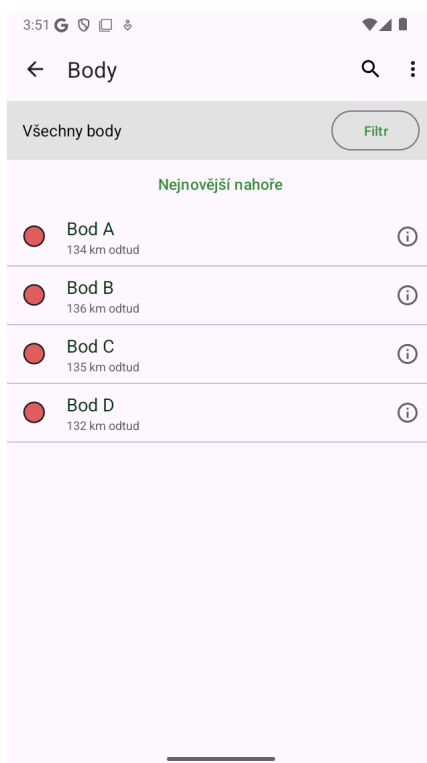 3:51
Body
Všechny body
Filtr
Nejnovější nahoře
Bod A
134 km odtud
Bod B
136 km odtud
Bod C
135 km odtud
Bod D
132 km odtud